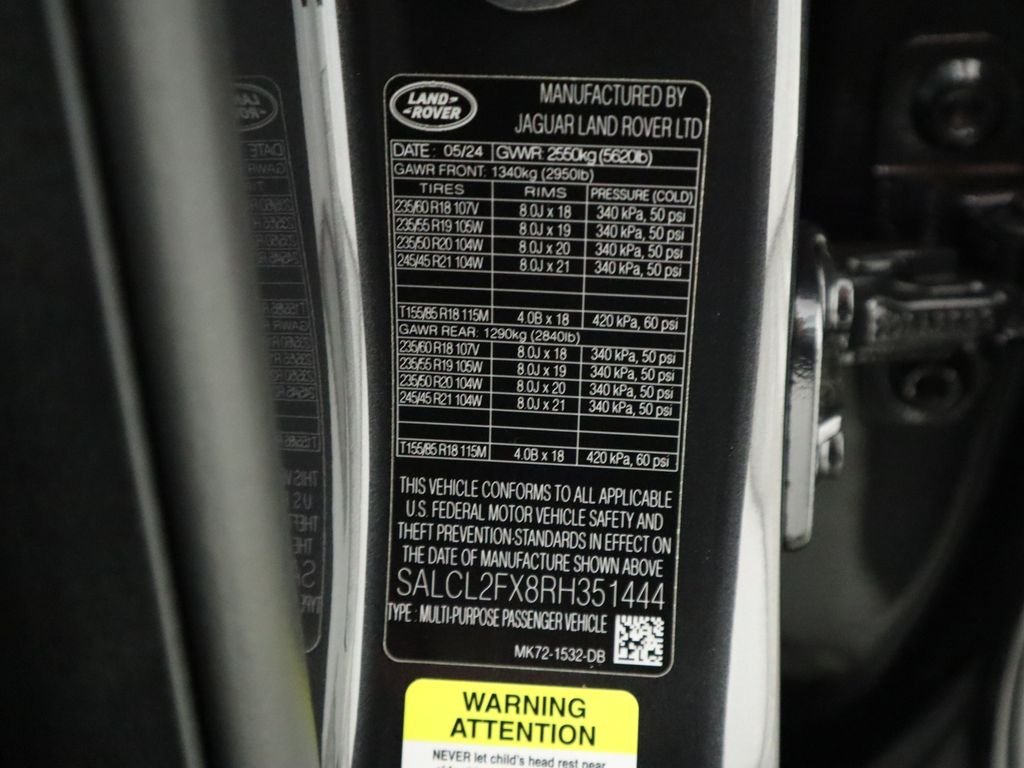 LAND ROVER
MANUFACTURED BY
JAGUAR LAND ROVER LTD
DATE : 05/24 GVWR: 2550kg (5620lb)
GAWR FRONT: 1340kg (2950lb)
TIRES RIMS PRESSURE (COLD)
235/60 R18 107V 8.0J x 18 340 kPa, 50 psi
235/55 R19 105W 8.0J x 19 340 kPa, 50 psi
235/50 R20 104W 8.0J x 20 340 kPa, 50 psi
245/45 R21 104W 8.0J x 21 340 kPa, 50 psi
T155/85 R18 115M 4.0B x 18 420 kPa, 60 psi
GAWR REAR: 1290kg (2840lb)
235/60 R18 107V 8.0J x 18 340 kPa, 50 psi
235/55 R19 105W 8.0J x 19 340 kPa, 50 psi
235/50 R20 104W 8.0J x 20 340 kPa, 50 psi
245/45 R21 104W 8.0J x 21 340 kPa, 50 psi
T155/85 R18 115M 4.0B x 18 420 kPa, 60 psi
THIS VEHICLE CONFORMS TO ALL APPLICABLE
U.S. FEDERAL MOTOR VEHICLE SAFETY AND
THEFT PREVENTION-STANDARDS IN EFFECT ON
THE DATE OF MANUFACTURE SHOWN ABOVE
SALCL2FX8RH351444
TYPE : MULTI-PURPOSE PASSENGER VEHICLE
MK72-1532-DB
WARNING
ATTENTION
NEVER let child's head rest near